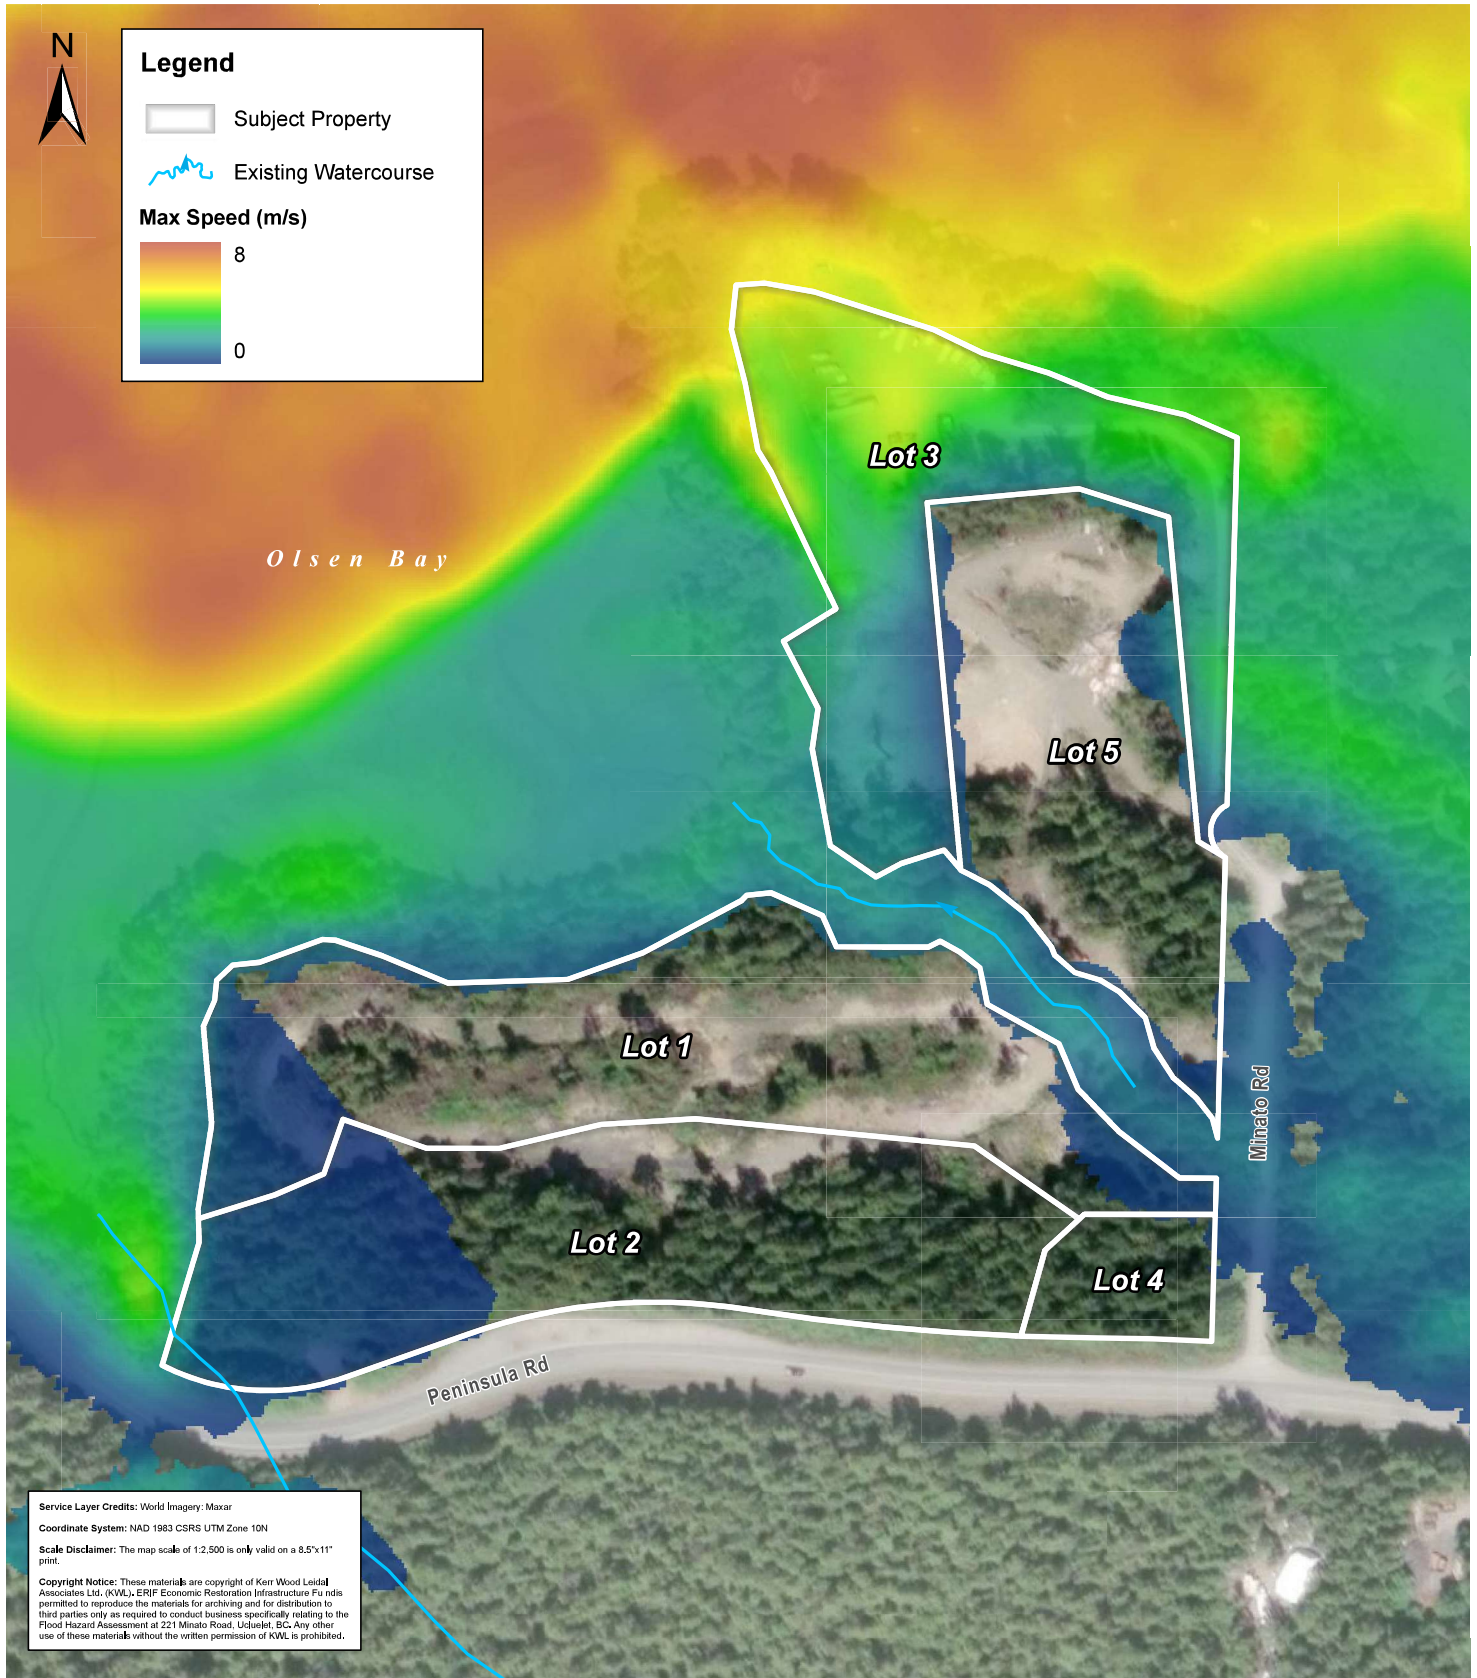 N
Legend
Subject Property
Existing Watercourse
Max Speed (m/s)
8
0
Lot 3
Olsen Bay
Lot 5
Lot 1
Minato Rd
Lot 2
Lot 4
Peninsula Rd
Service Layer Credits: World Imagery: Maxar
Coordinate System: NAD 1983 CSRS UTM Zone 10N
Scale Disclaimer: The map scale of 1:2,500 is only valid on a 8.5"x11"
print.
Copyright Notice: These materials are copyright of Kerr Wood Leidal
Associates Ltd. (KWL). ERIF Economic Restoration Infrastructure Fu ndis
permitted to reproduce the materials for archiving and for distribution to
third parties only as required to conduct business specifically relating to the
Flood Hazard Assessment at 221 Minato Road, Ucluelet, BC. Any other
use of these materials without the written permission of KWL is prohibited.